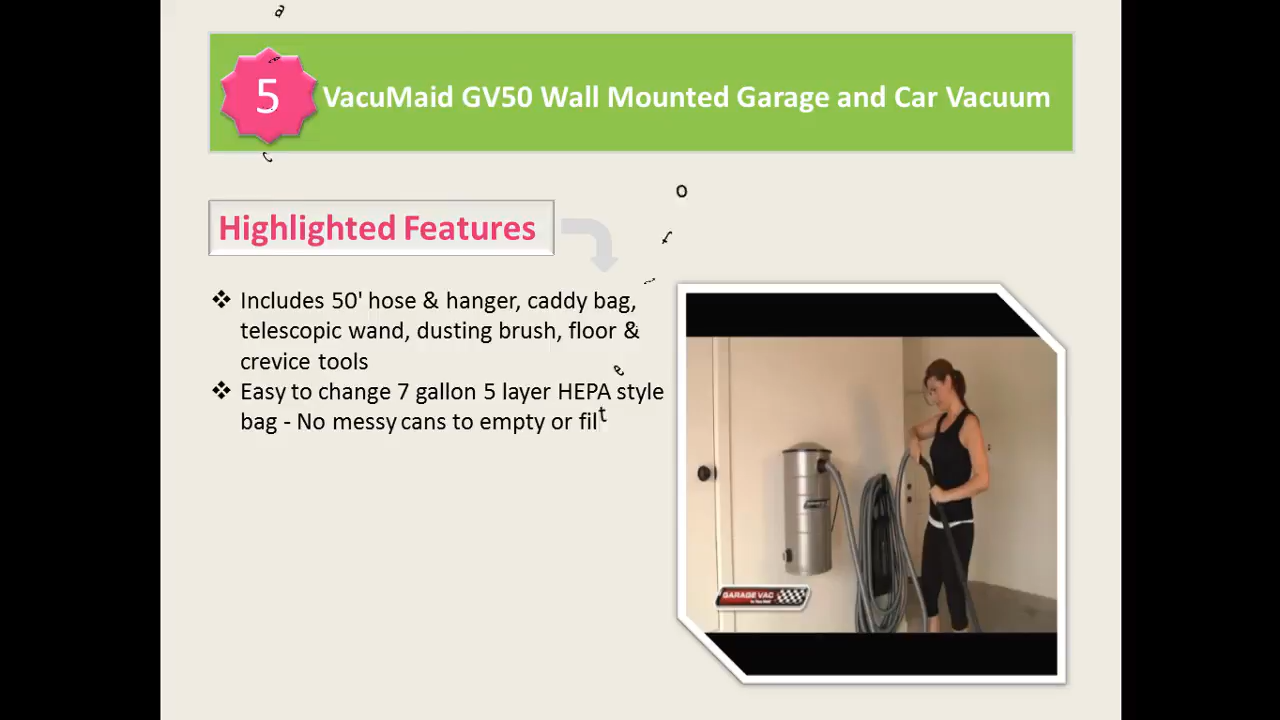 5
VacuMaid GV50 Wall Mounted Garage and Car Vacuum
Highlighted Features
❖ Includes 50' hose & hanger, caddy bag,
telescopic wand, dusting brush, floor &
crevice tools
❖ Easy to change 7 gallon 5 layer HEPA style
bag - No messy cans to empty or filt
GARAGE VAC